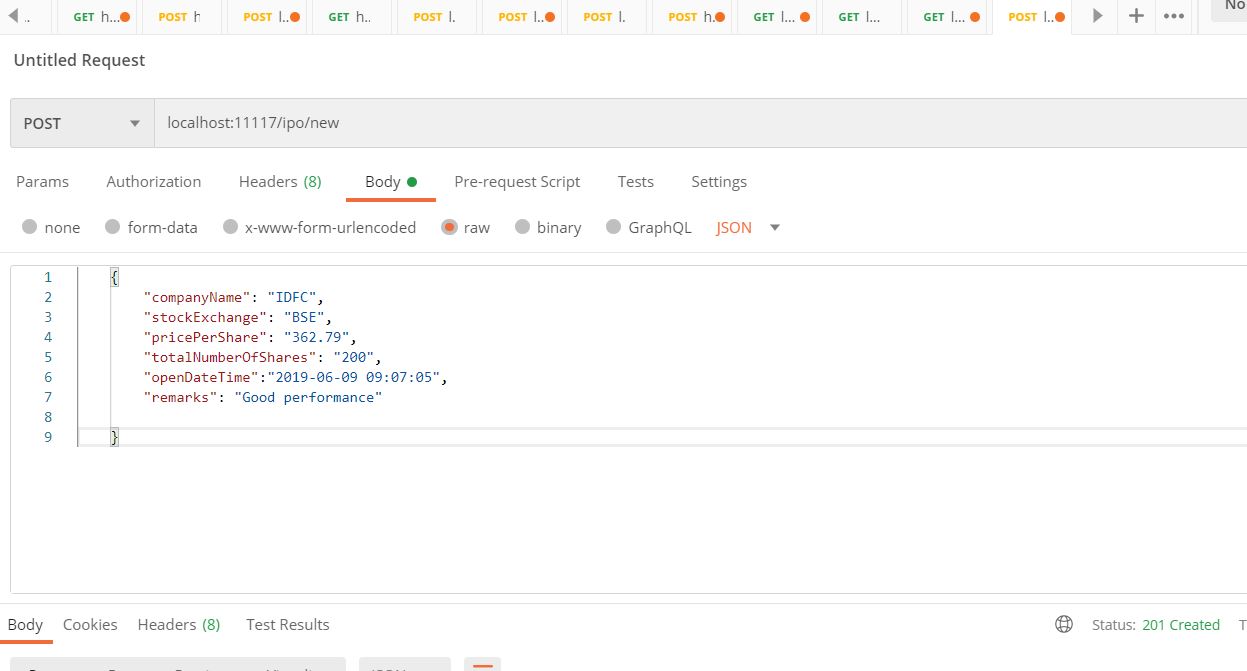 ..
GET h...
POST h
POST l...
GET h..
POST l.
POST l...
POST l.
POST h.
GET l...
GET l...
GET l...
POST l...
No
Untitled Request
POST
localhost:11117/ipo/new
Params Authorization Headers (8) Body Pre-request Script Tests Settings
none form-data x-www-form-urlencoded raw binary GraphQL JSON
1 {
2 "companyName": "IDFC",
3 "stockExchange": "BSE",
4 "pricePerShare": "362.79",
5 "totalNumberOfShares": "200",
6 "openDateTime":"2019-06-09 09:07:05",
7 "remarks": "Good performance"
8
9 }
Body Cookies Headers (8) Test Results Status: 201 Created T